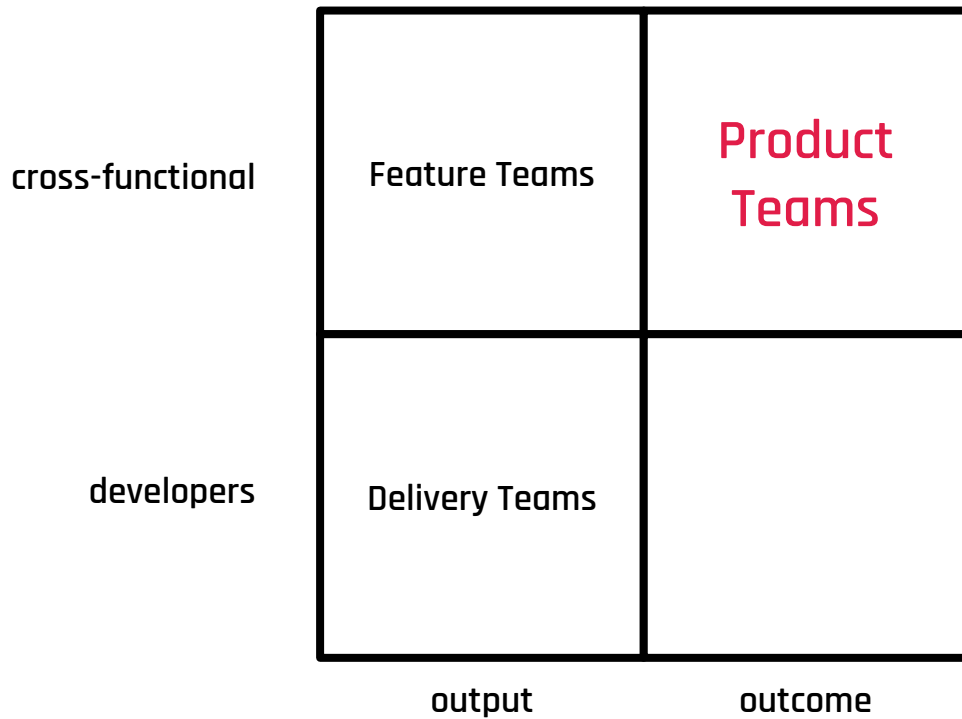 Product
cross-functional
Feature Teams
Teams
developers
Delivery Teams
output
outcome